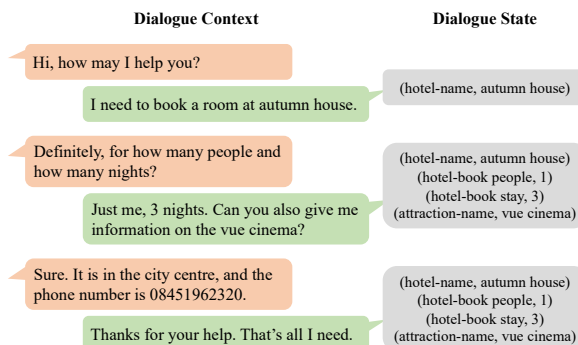 Dialogue Context
Dialogue State
Hi, how may I help you?
I need to book a room at autumn house.
(hotel-name, autumn house)
Definitely, for how many people and
how many nights?
Just me, 3 nights. Can you also give me
information on the vue cinema?
(hotel-name, autumn house)
(hotel-book people, 1)
(hotel-book stay, 3)
(attraction-name, vue cinema)
Sure. It is in the city centre, and the
phone number is 08451962320.
Thanks for your help. That's all I need.
(hotel-name, autumn house)
(hotel-book people, 1)
(hotel-book stay, 3)
(attraction-name, vue cinema)